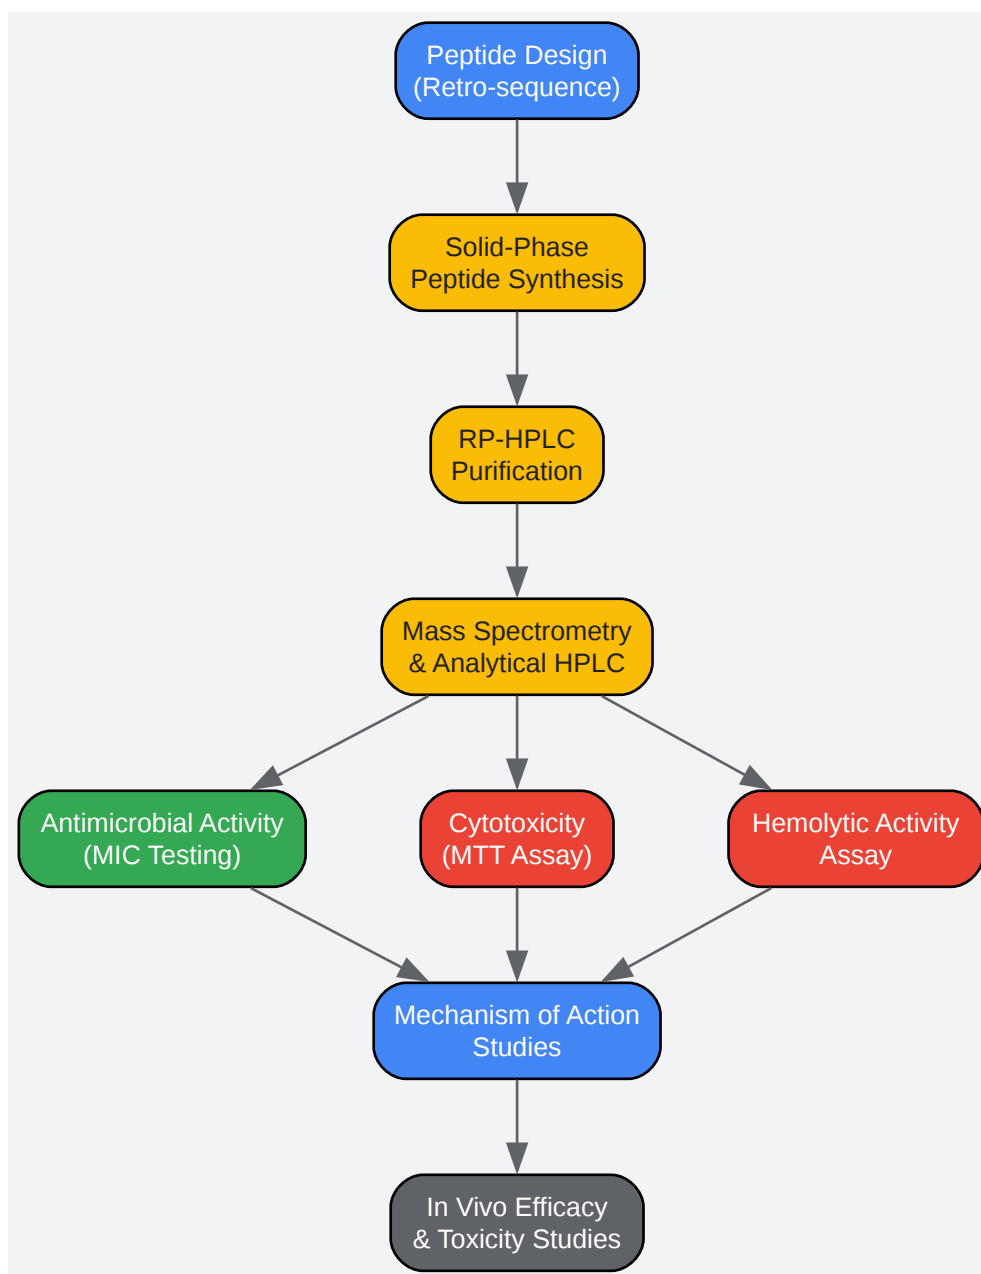 Peptide Design
(Retro-sequence)
Solid-Phase
Peptide Synthesis
RP-HPLC
Purification
Mass Spectrometry
& Analytical HPLC
Antimicrobial Activity
(MIC Testing)
Cytotoxicity
(MTT Assay)
Hemolytic Activity
Assay
Mechanism of Action
Studies
In Vivo Efficacy
& Toxicity Studies